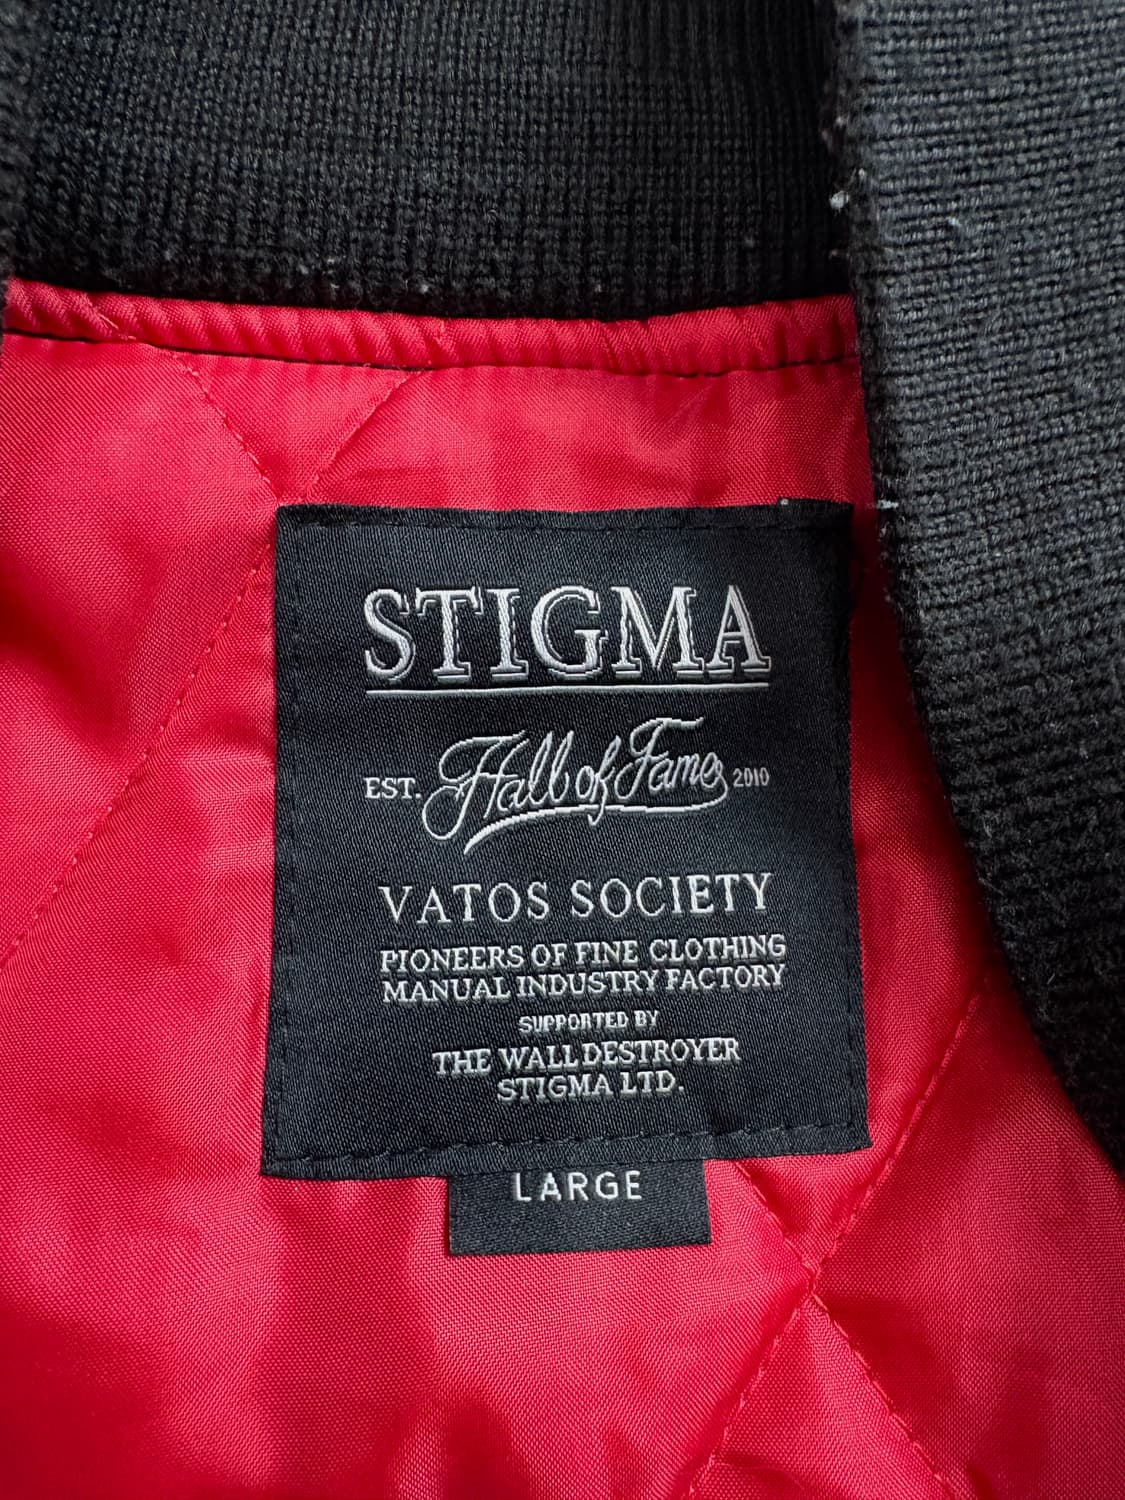 STIGMA
EST. Hall of Fame 2010
VATOS SOCIETY
PIONEERS OF FINE CLOTHING
MANUAL INDUSTRY FACTORY
SUPPORTED BY
THE WALL DESTROYER
STIGMA LTD.
LARGE